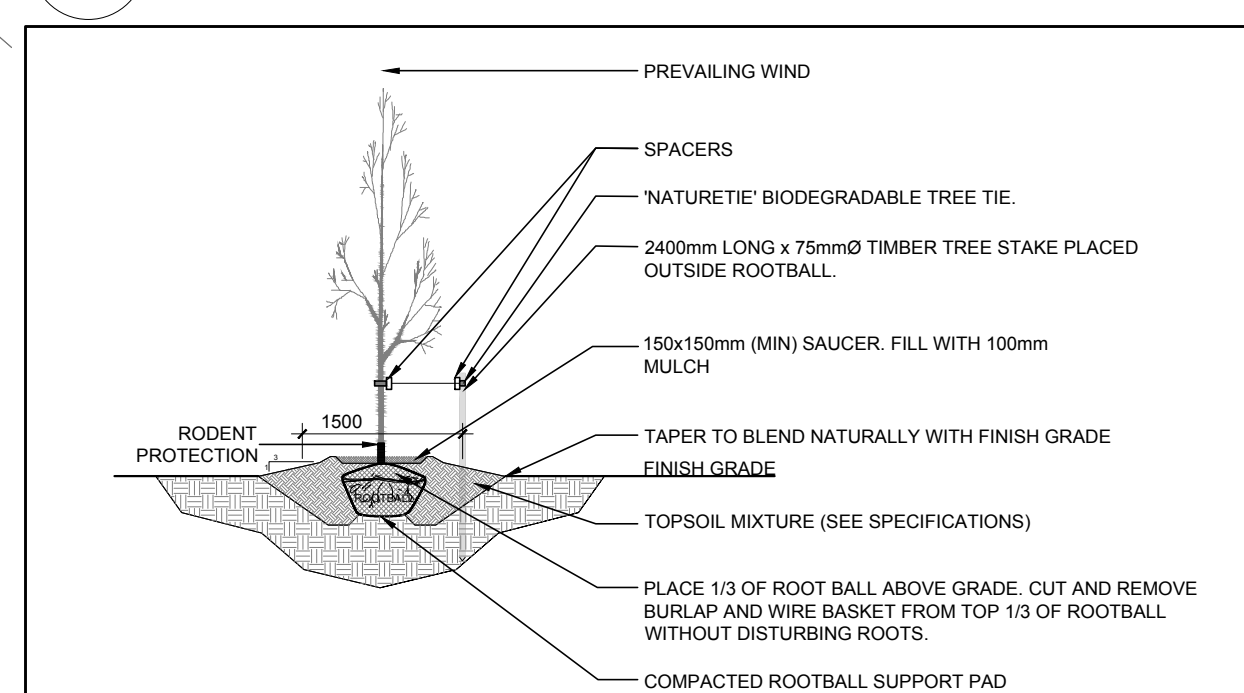 PREVAILING WIND
SPACERS
'NATURETIE' BIODEGRADABLE TREE TIE.
2400mm LONG x 75mmØ TIMBER TREE STAKE PLACED
OUTSIDE ROOTBALL.
150x150mm (MIN) SAUCER. FILL WITH 100mm
MULCH
1500
RODENT
PROTECTION
3
1
TAPER TO BLEND NATURALLY WITH FINISH GRADE
FINISH GRADE
ROOTBALL
TOPSOIL MIXTURE (SEE SPECIFICATIONS)
PLACE 1/3 OF ROOT BALL ABOVE GRADE. CUT AND REMOVE
BURLAP AND WIRE BASKET FROM TOP 1/3 OF ROOTBALL
WITHOUT DISTURBING ROOTS.
COMPACTED ROOTBALL SUPPORT PAD